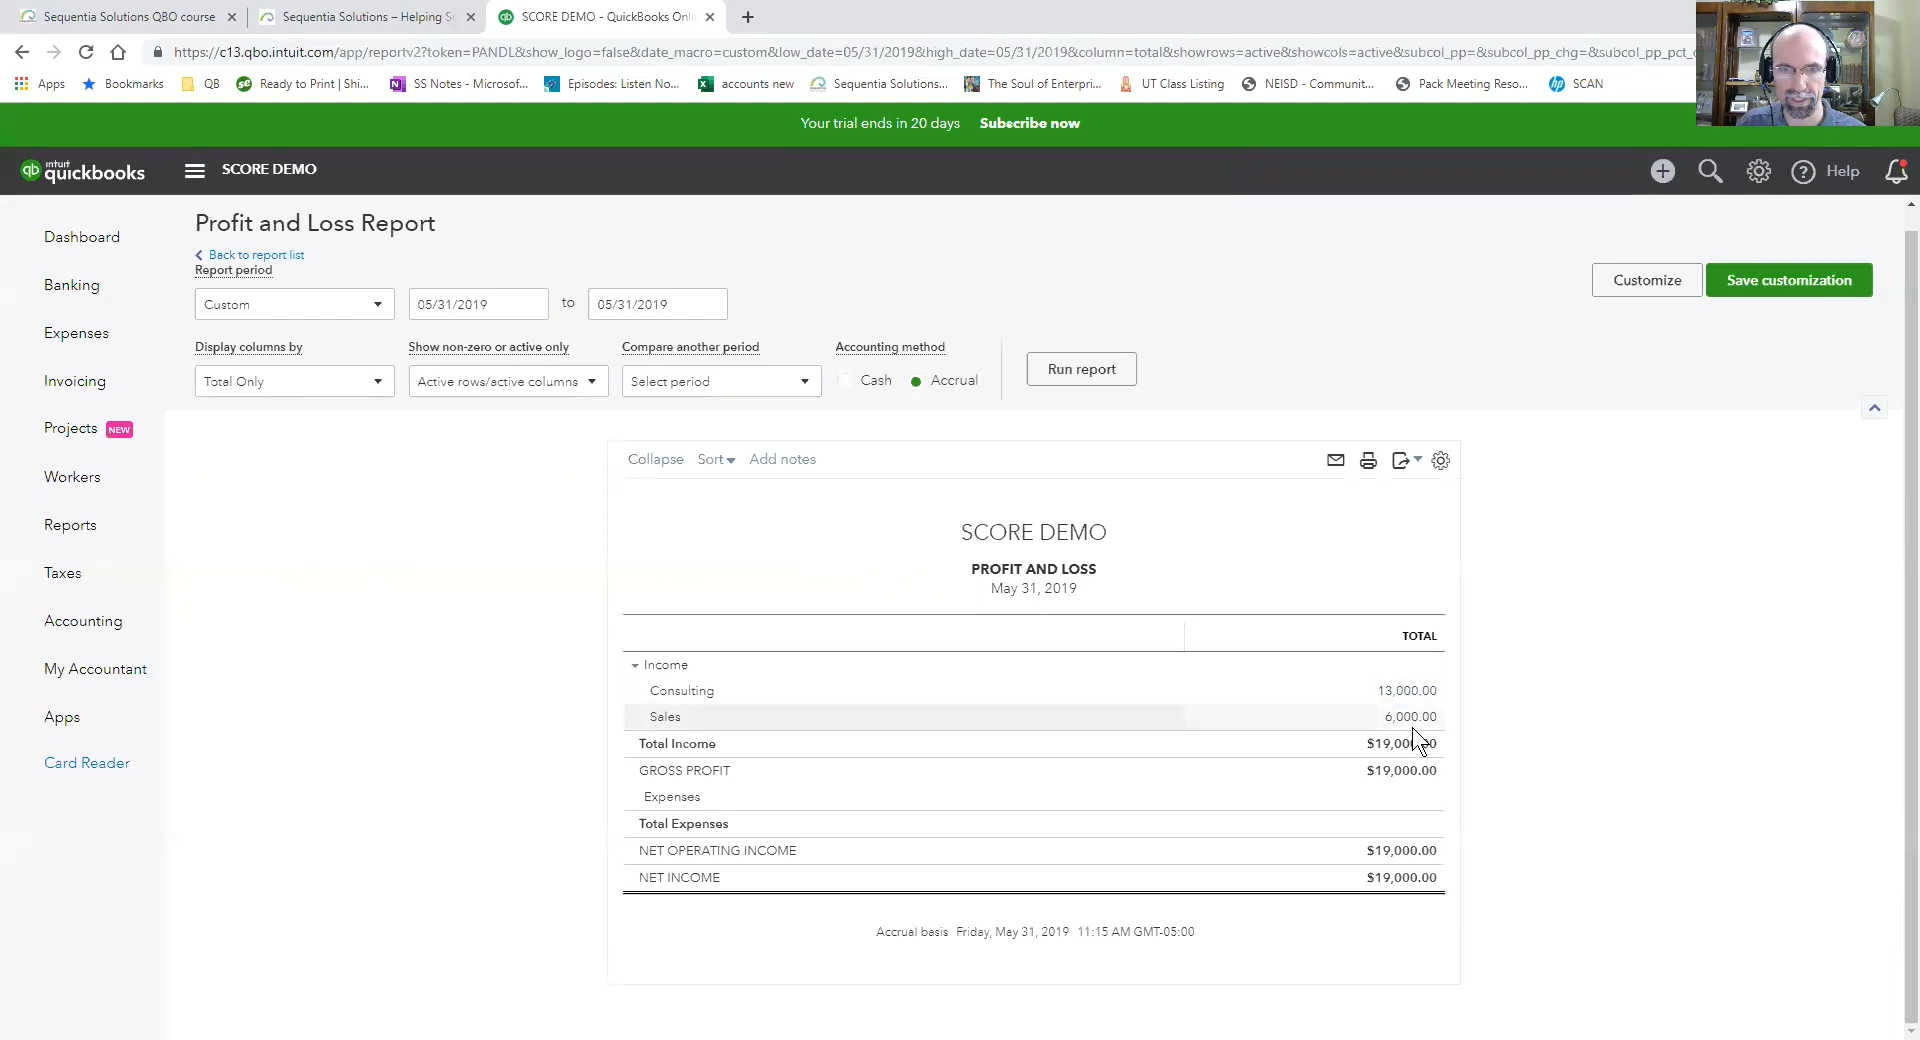 Sequentia Solutions QBO course
Sequentia Solutions – Helping S
SCORE DEMO - QuickBooks Onli
https://c13.qbo.intuit.com/app/reportv2?token=PANDL&show_logo=false&date_macro=custom&low_date=05/31/2019&high_date=05/31/2019&column=total&showrows=active&showcols=active&subcol_pp=&subcol_pp_chg=&subcol_pp_pct_c
Apps
Bookmarks
QB
Ready to Print | Shi...
SS Notes - Microsof...
Episodes: Listen No...
accounts new
Sequentia Solutions...
The Soul of Enterpri...
UT Class Listing
NEISD - Communit...
Pack Meeting Reso...
SCAN
Your trial ends in 20 days Subscribe now
qb intuit quickbooks
SCORE DEMO
Help
Dashboard
Banking
Expenses
Invoicing
Projects NEW
Workers
Reports
Taxes
Accounting
My Accountant
Apps
Card Reader
Profit and Loss Report
Back to report list
Report period
Custom 05/31/2019 to 05/31/2019
Customize Save customization
Display columns by Show non-zero or active only Compare another period Accounting method
Total Only Active rows/active columns Select period Cash Accrual
Run report
Collapse Sort Add notes
SCORE DEMO
PROFIT AND LOSS
May 31, 2019
TOTAL
Income
Consulting 13,000.00
Sales 6,000.00
Total Income $19,000.00
GROSS PROFIT $19,000.00
Expenses
Total Expenses
NET OPERATING INCOME $19,000.00
NET INCOME $19,000.00
Accrual basis Friday, May 31, 2019 11:15 AM GMT-05:00